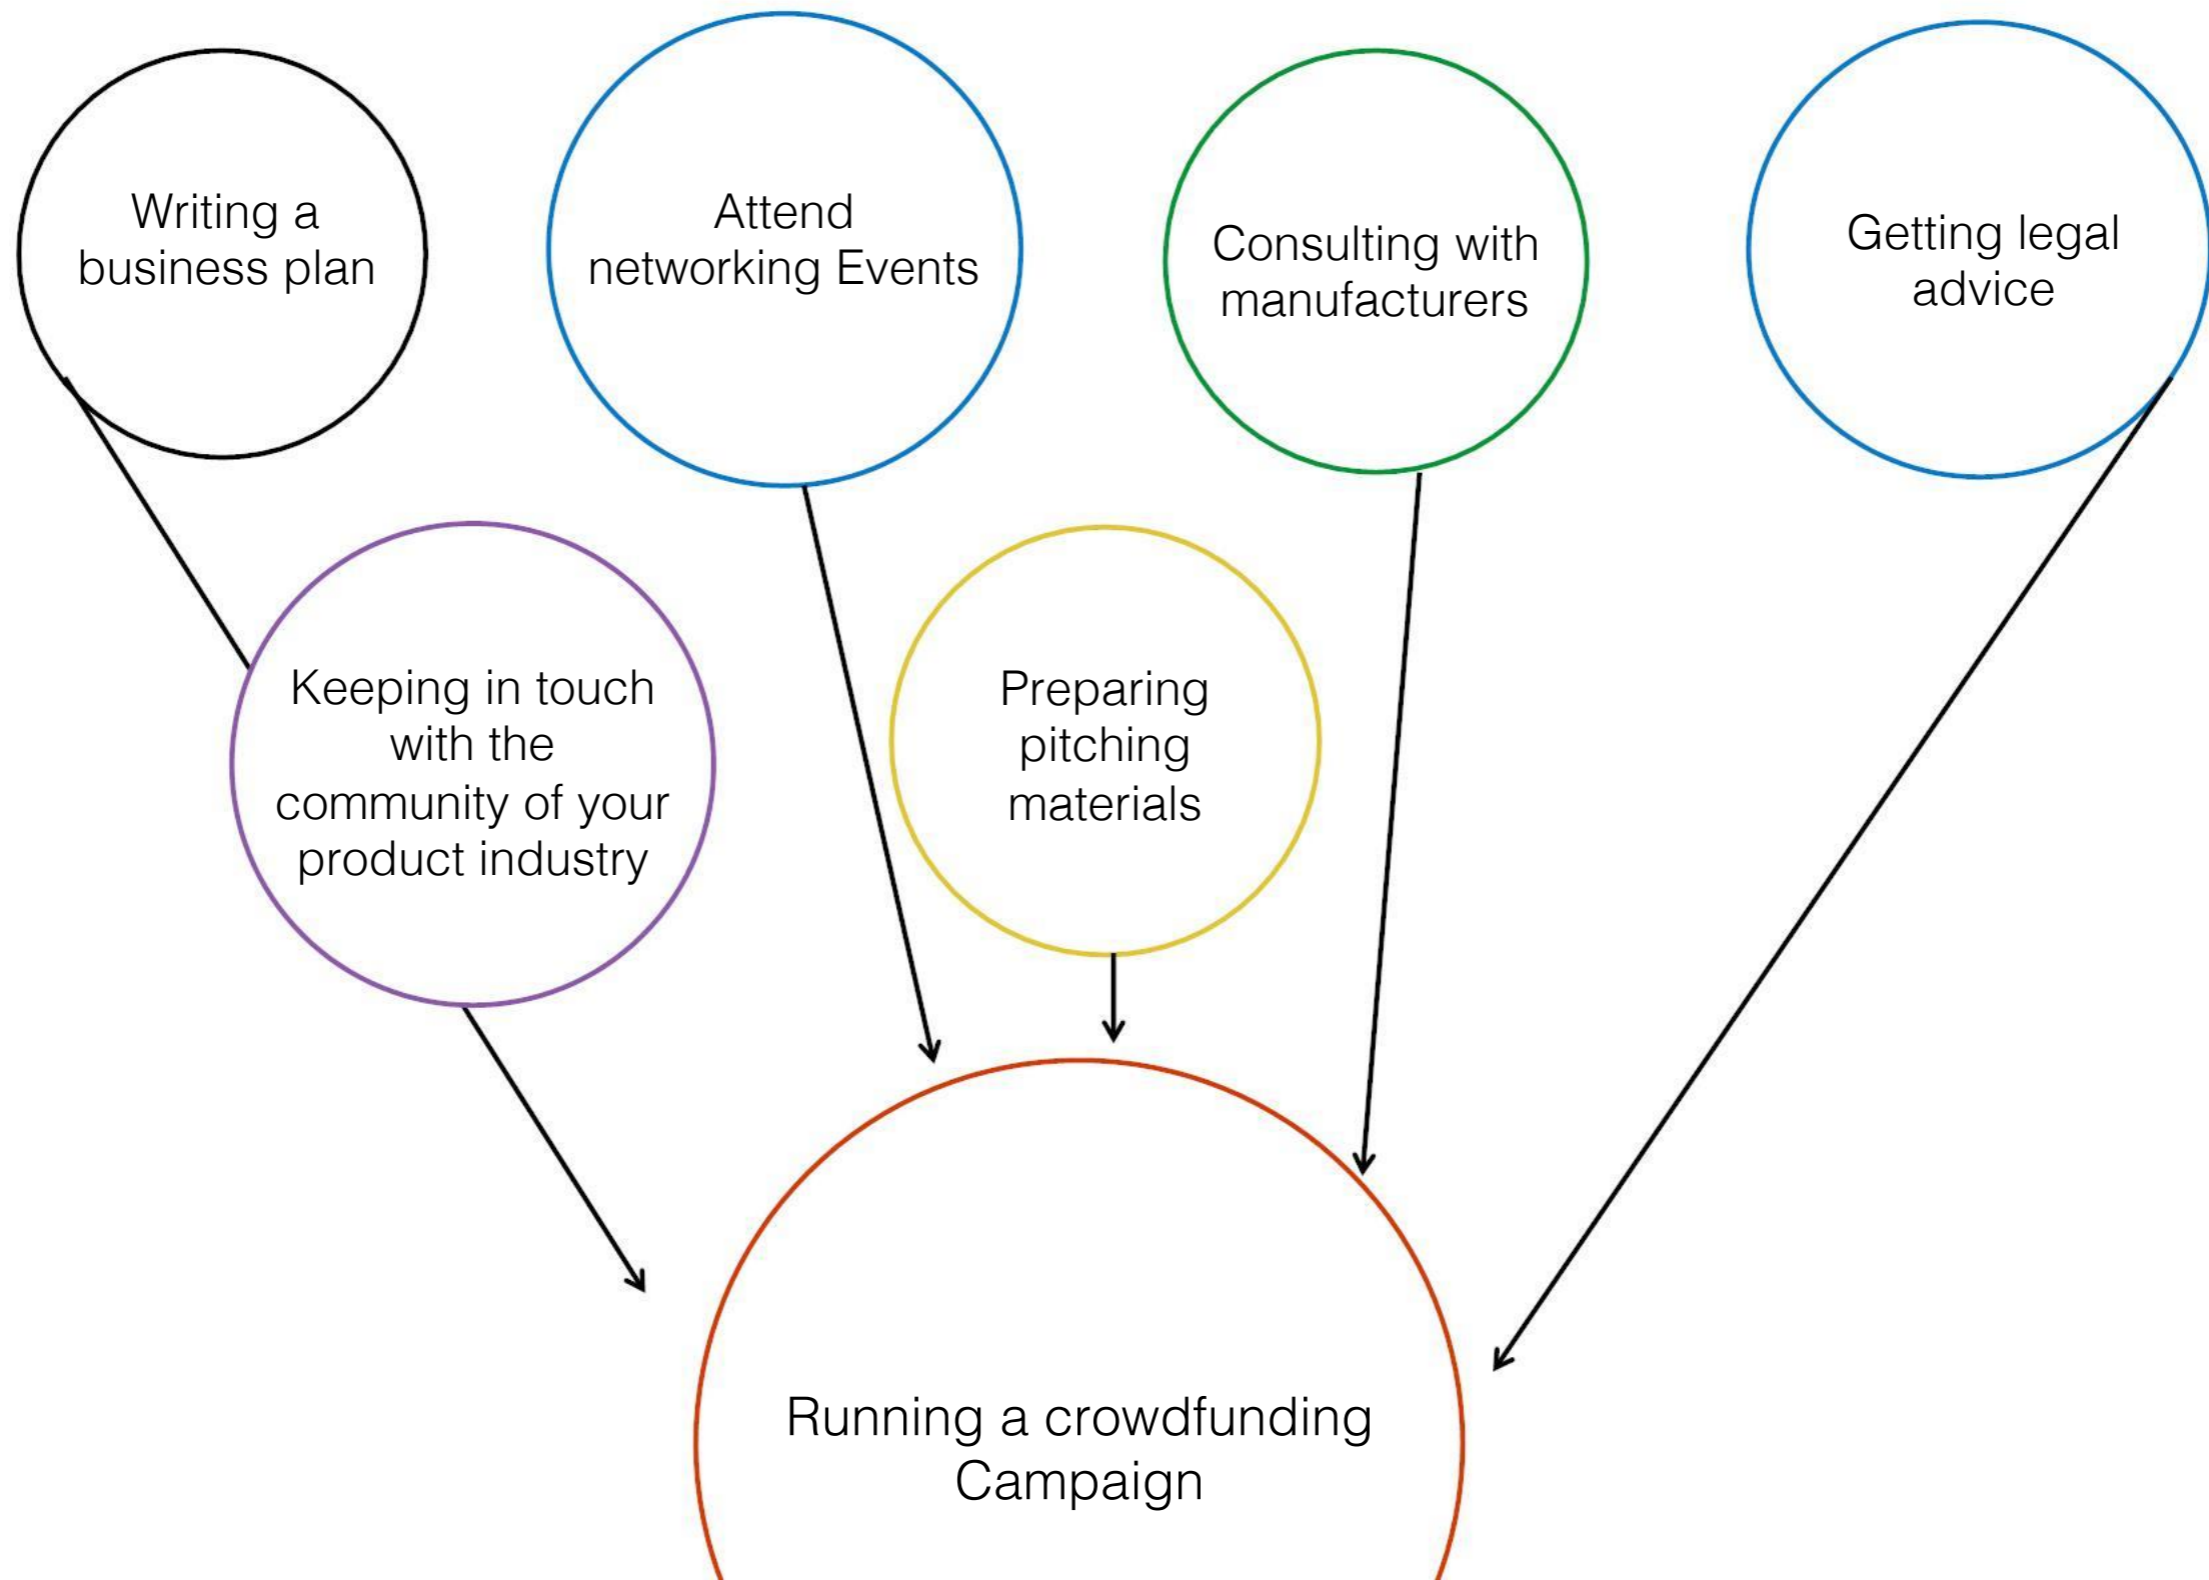 Writing a
business plan
Attend
networking Events
Consulting with
manufacturers
Getting legal
advice
Keeping in touch
with the
community of your
product industry
Preparing
pitching
materials
Running a crowdfunding
Campaign